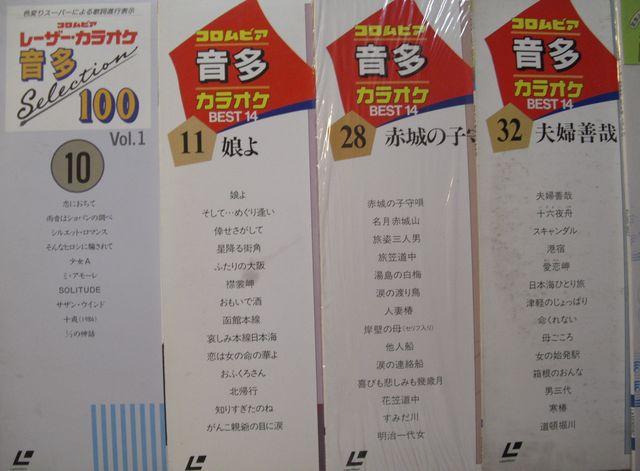 色変りスーパーによる歌詞進行表示
コロムビア
レーザー・カラオケ
音多
Selection
100
Vol.1
10
恋におちて
雨音はショパンの調べ
シルエット・ロマンス
そんなヒロシに騙されて
少女A
ミ・アモーレ
SOLITUDE
サザン・ウインド
十戒(1984)
½の神話
コロムビア
音多
カラオケ
BEST 14
11 娘よ
娘よ
そして…めぐり逢い
倖せさがして
星降る街角
ふたりの大阪
襟裳岬
おもいで酒
函館本線
哀しみ本線日本海
恋は女の命の華よ
おふくろさん
北帰行
知りすぎたのね
がんこ親爺の目に涙
コロムビア
音多
カラオケ
BEST 14
28 赤城の子守
赤城の子守唄
名月赤城山
旅姿三人男
旅笠道中
湯島の白梅
涙の渡り鳥
人妻椿
岸壁の母(セリフ入り)
他人船
涙の連絡船
喜びも悲しみも幾歳月
花笠道中
すみだ川
明治一代女
コロムビア
音多
カラオケ
BEST 14
32 夫婦善哉
夫婦善哉
十六夜舟
スキャンダル
港宿
愛恋岬
日本海ひとり旅
津軽のじょっぱり
命くれない
母ごころ
女の始発駅
箱根のおんな
男三代
寒椿
道頓堀川